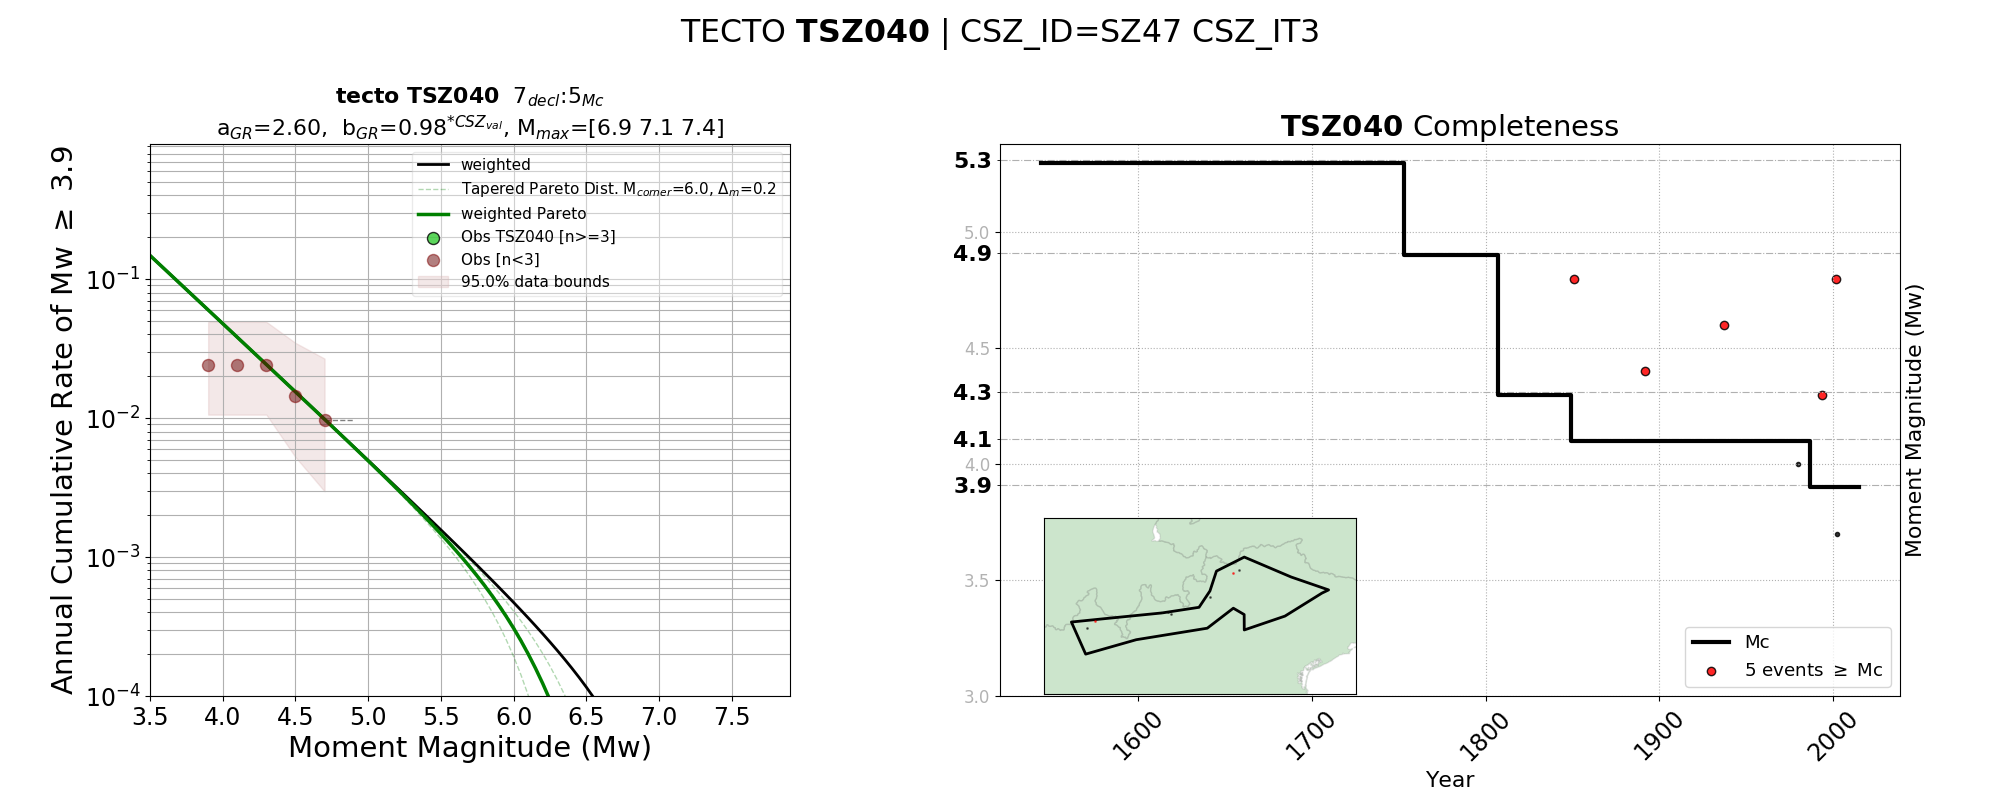 TECTO TSZ040 | CSZ_ID=SZ47 CSZ_IT3
tecto TSZ040 7decl:5Mc
aGR=2.60, bGR=0.98*CSZval, Mmax=[6.9 7.1 7.4]
Annual Cumulative Rate of Mw ≥ 3.9
10−1
10−2
10−3
10−4
weighted
Tapered Pareto Dist. Mcorner=6.0, Δm=0.2
weighted Pareto
Obs TSZ040 [n>=3]
Obs [n<3]
95.0% data bounds
3.5 4.0 4.5 5.0 5.5 6.0 6.5 7.0 7.5
Moment Magnitude (Mw)
TSZ040 Completeness
5.3
5.0
4.9
4.5
4.3
4.1
4.0
3.9
3.5
3.0
Moment Magnitude (Mw)
Mc
5 events ≥ Mc
1600 1700 1800 1900 2000
Year